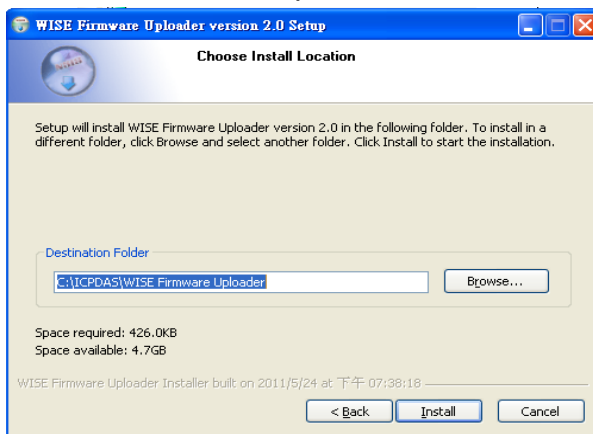 WISE Firmware Uploader version 2.0 Setup
Choose Install Location
Setup will install WISE Firmware Uploader version 2.0 in the following folder. To install in a
different folder, click Browse and select another folder. Click Install to start the installation.
Destination Folder
C:\ICPDAS\WISE Firmware Uploader
Browse...
Space required: 426.0KB
Space available: 4.7GB
WISE Firmware Uploader Installer built on 2011/5/24 at 下午 07:38:18
< Back Install Cancel